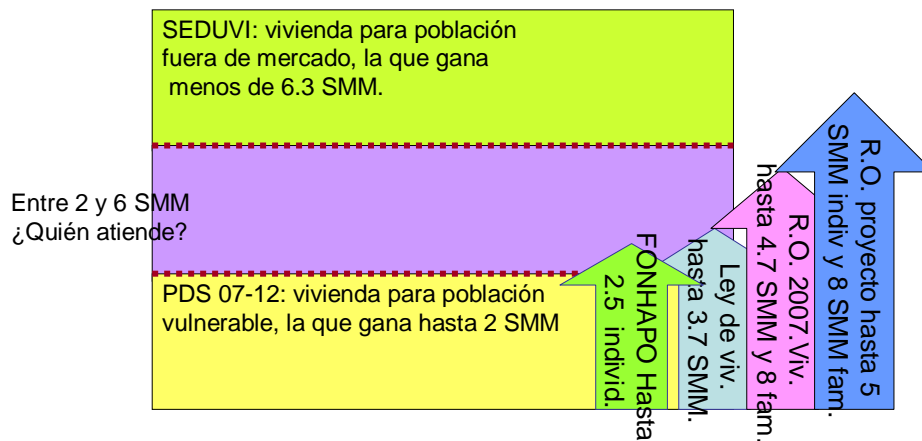 SEDUVI: vivienda para población
fuera de mercado, la que gana
menos de 6.3 SMM.
Entre 2 y 6 SMM
¿Quién atiende?
PDS 07-12: vivienda para población
vulnerable, la que gana hasta 2 SMM
FONHAPO Hasta
2.5 individ.
Ley de viv.
hasta 3.7 SMM.
R.O. 2007.Viv.
hasta 4.7 SMM y 8 fam.
R.O. proyecto hasta 5
SMM indiv y 8 SMM fam.